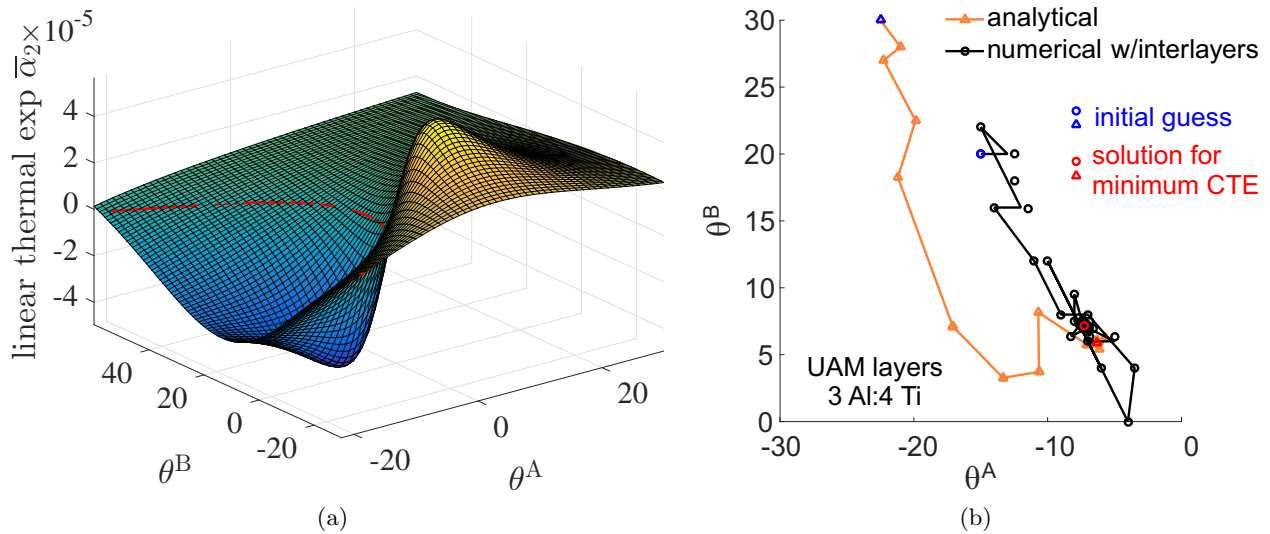 linear thermal exp α̅₂
×10⁻⁵
4
2
0
-2
-4
40
20
0
-20
θᴮ
-20
0
20
θᴬ
(a)
analytical
numerical w/interlayers
initial guess
solution for
minimum CTE
UAM layers
3 Al:4 Ti
30
25
20
15
10
5
0
θᴮ
-30
-20
-10
0
θᴬ
(b)